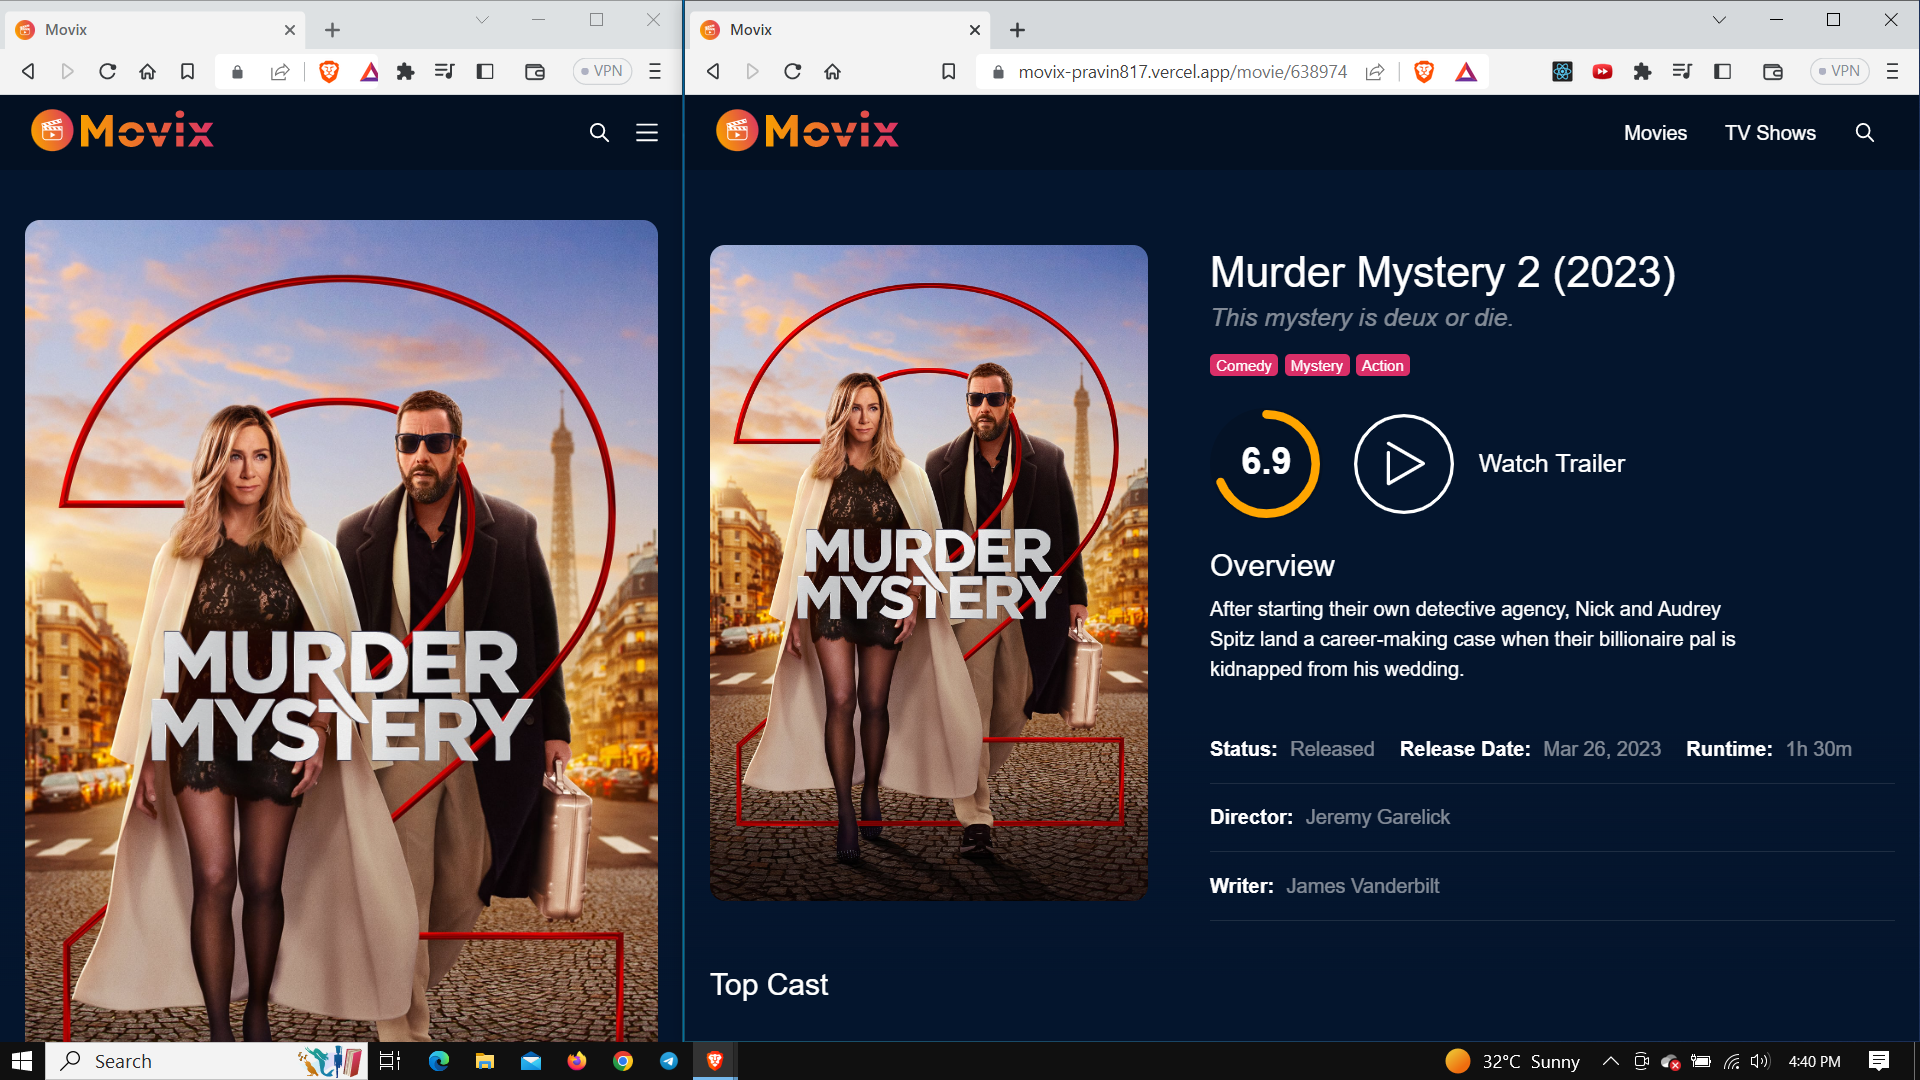 Movix
VPN
Movix
MURDER
MYSTERY
Movix
movix-pravin817.vercel.app/movie/638974
VPN
Movix
Movies
TV Shows
MURDER
MYSTERY
Murder Mystery 2 (2023)
This mystery is deux or die.
Comedy
Mystery
Action
6.9
Watch Trailer
Overview
After starting their own detective agency, Nick and Audrey
Spitz land a career-making case when their billionaire pal is
kidnapped from his wedding.
Status: Released Release Date: Mar 26, 2023 Runtime: 1h 30m
Director: Jeremy Garelick
Writer: James Vanderbilt
Top Cast
Search
32°C Sunny
4:40 PM